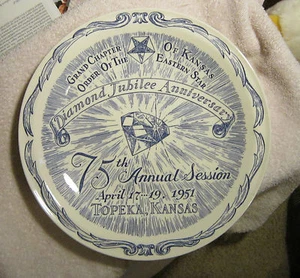 Grand Chapter Of Kansas
Order Of The Eastern Star
Diamond Jubilee Anniversary
75th Annual Session
April 17-19, 1951
Topeka, Kansas